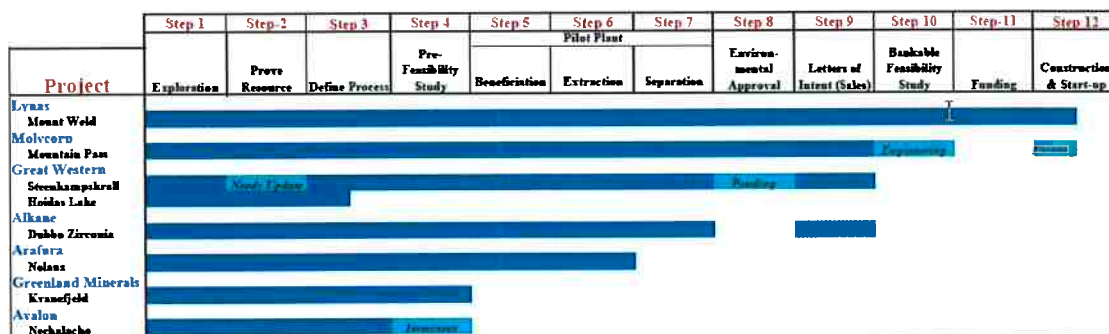 Step 1 Step-2 Step 3 Step 4 Step 5 Step 6 Step 7 Step 8 Step 9 Step 10 Step-11 Step 12
Pilot Plant
Project
Exploration
Prove
Resource
Define Process
Pre-
Feasibility
Study
Beneficiation
Extraction
Separation
Environ-
mental
Approval
Letters of
Intent (Sales)
Bankable
Feasibility
Study
Funding
Construction
& Start-up
Lynas
Mount Weld
Molycorp
Mountain Pass
Engineering
Great Western
Steenkampskraal
Needs Update
Pending
Hoidas Lake
Alkane
Dubbo Zirconia
Arafura
Nolans
Greenland Minerals
Kvanefjeld
Avalon
Nechalacho